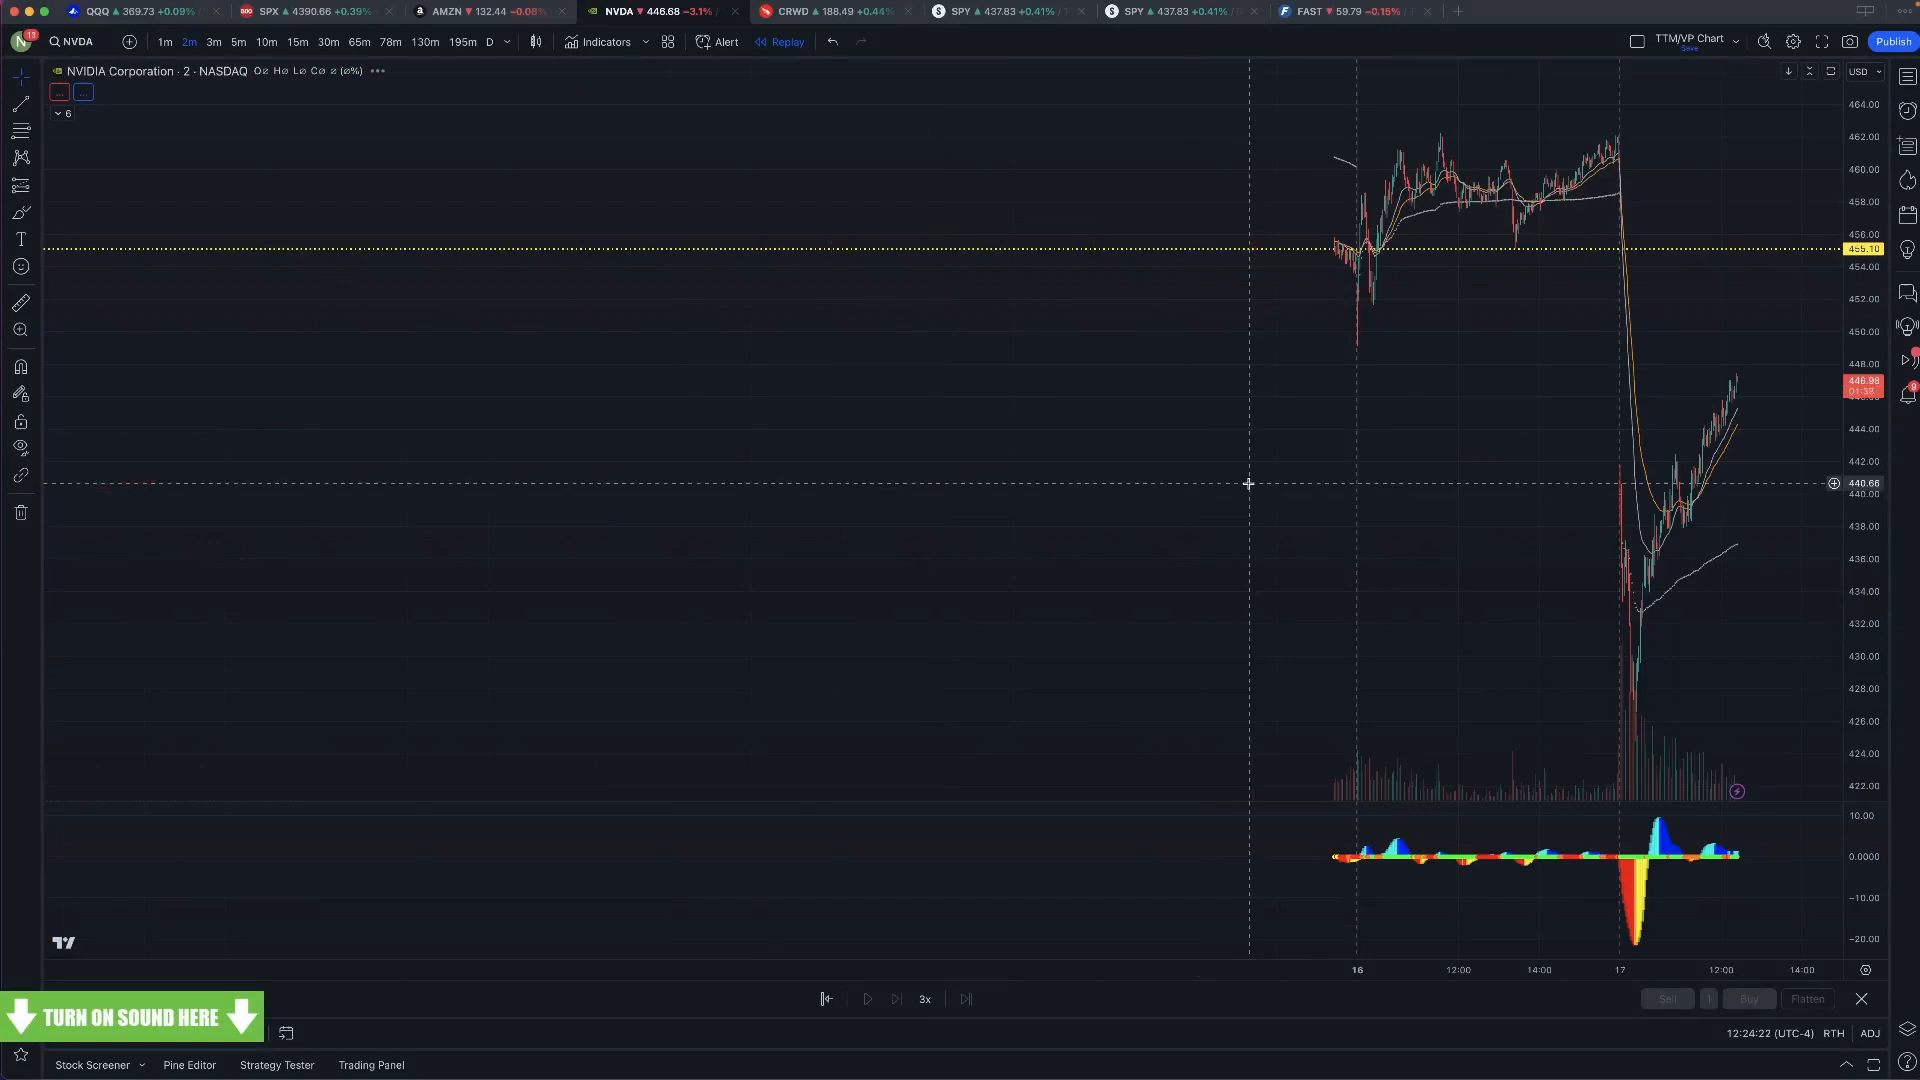 QQQ ▲ 369.73 +0.09% /
SPX ▲ 4390.66 +0.39%
AMZN ▼ 132.44 −0.08%
NVDA ▼ 446.68 −3.1% /
CRWD ▲ 188.49 +0.44%
SPY ▲ 437.83 +0.41% /
SPY ▲ 437.83 +0.41% /
FAST ▼ 59.79 −0.15% /
N 13 NVDA 1m 2m 3m 5m 10m 15m 30m 65m 78m 130m 195m D Indicators Alert Replay TTM/VP Chart Save Publish
NVIDIA Corporation · 2 · NASDAQ O∅ H∅ L∅ C∅ ∅ (∅%) ••• USD
... ...
6
464.00
462.00
460.00
458.00
456.00
455.10
454.00
452.00
450.00
448.00
446.98
01:38
444.00
442.00
440.66
440.00
438.00
436.00
434.00
432.00
430.00
428.00
426.00
424.00
422.00
10.00
0.0000
−10.00
−20.00
9
16 12:00 14:00 17 12:00 14:00
3x Sell 1 Buy Flatten
TURN ON SOUND HERE
12:24:22 (UTC-4) RTH ADJ
Stock Screener Pine Editor Strategy Tester Trading Panel